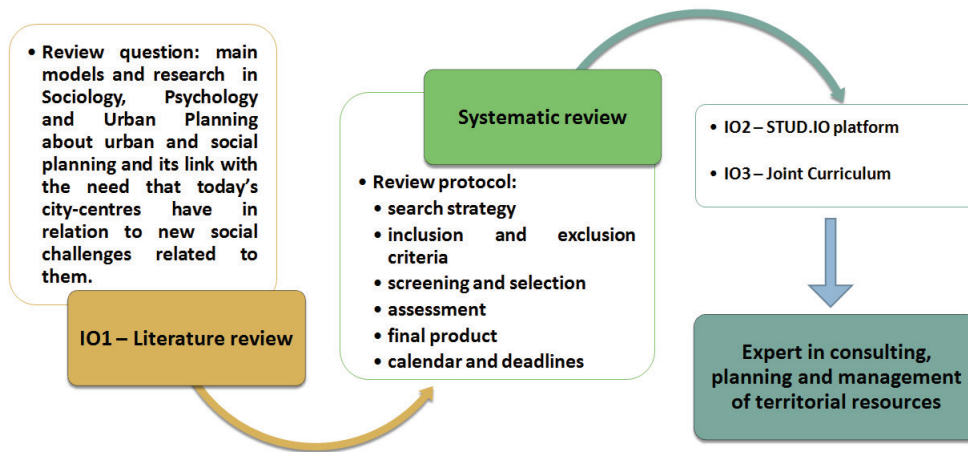 • Review question: main
models and research in
Sociology, Psychology
and Urban Planning
about urban and social
planning and its link with
the need that today's
city-centres have in
relation to new social
challenges related to
them.
IO1 – Literature review
Systematic review
• Review protocol:
• search strategy
• inclusion and exclusion
criteria
• screening and selection
• assessment
• final product
• calendar and deadlines
• IO2 – STUD.IO platform
• IO3 – Joint Curriculum
Expert in consulting,
planning and management
of territorial resources